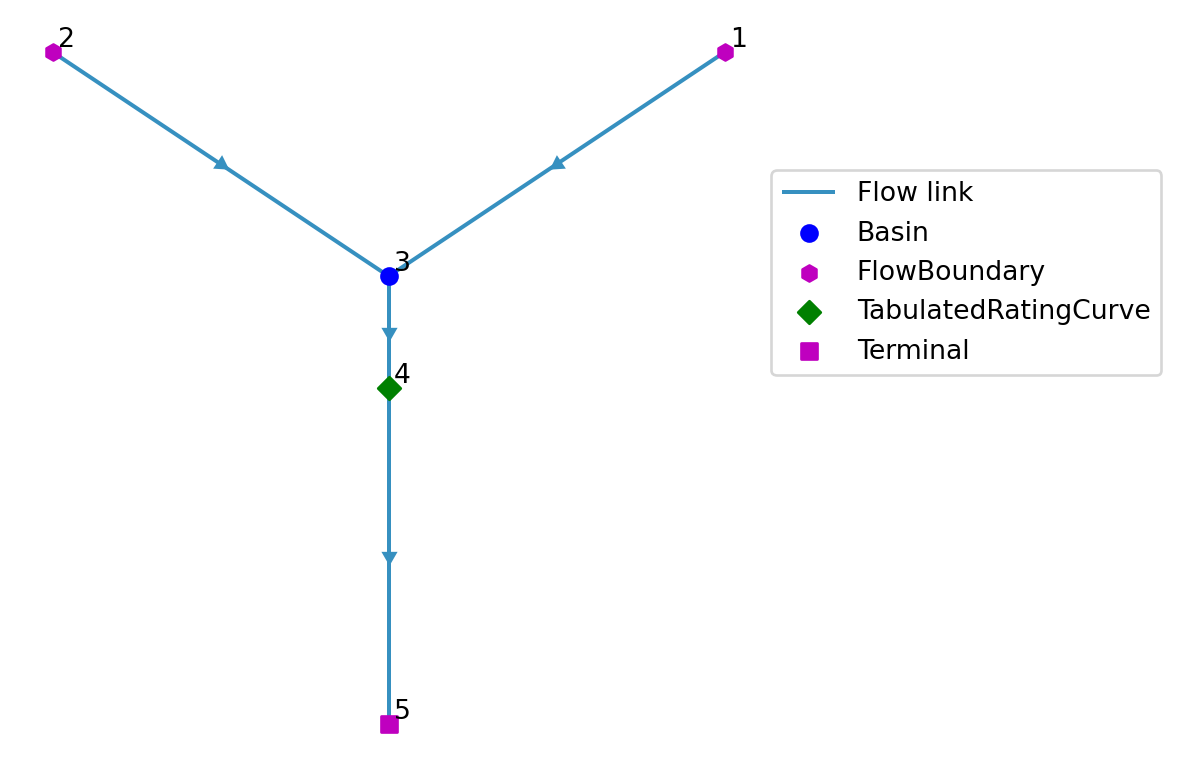 2
1
3
4
5
Flow link
Basin
FlowBoundary
TabulatedRatingCurve
Terminal